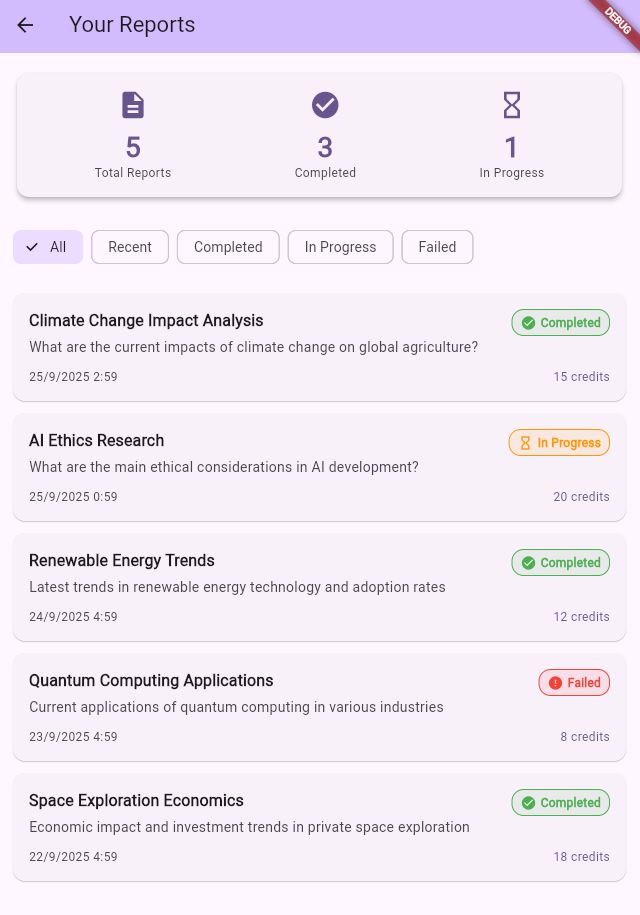 Your Reports
DEBUG
5
3
1
Total Reports
Completed
In Progress
All
Recent
Completed
In Progress
Failed
Climate Change Impact Analysis
Completed
What are the current impacts of climate change on global agriculture?
25/9/2025 2:59
15 credits
AI Ethics Research
In Progress
What are the main ethical considerations in AI development?
25/9/2025 0:59
20 credits
Renewable Energy Trends
Completed
Latest trends in renewable energy technology and adoption rates
24/9/2025 4:59
12 credits
Quantum Computing Applications
Failed
Current applications of quantum computing in various industries
23/9/2025 4:59
8 credits
Space Exploration Economics
Completed
Economic impact and investment trends in private space exploration
22/9/2025 4:59
18 credits